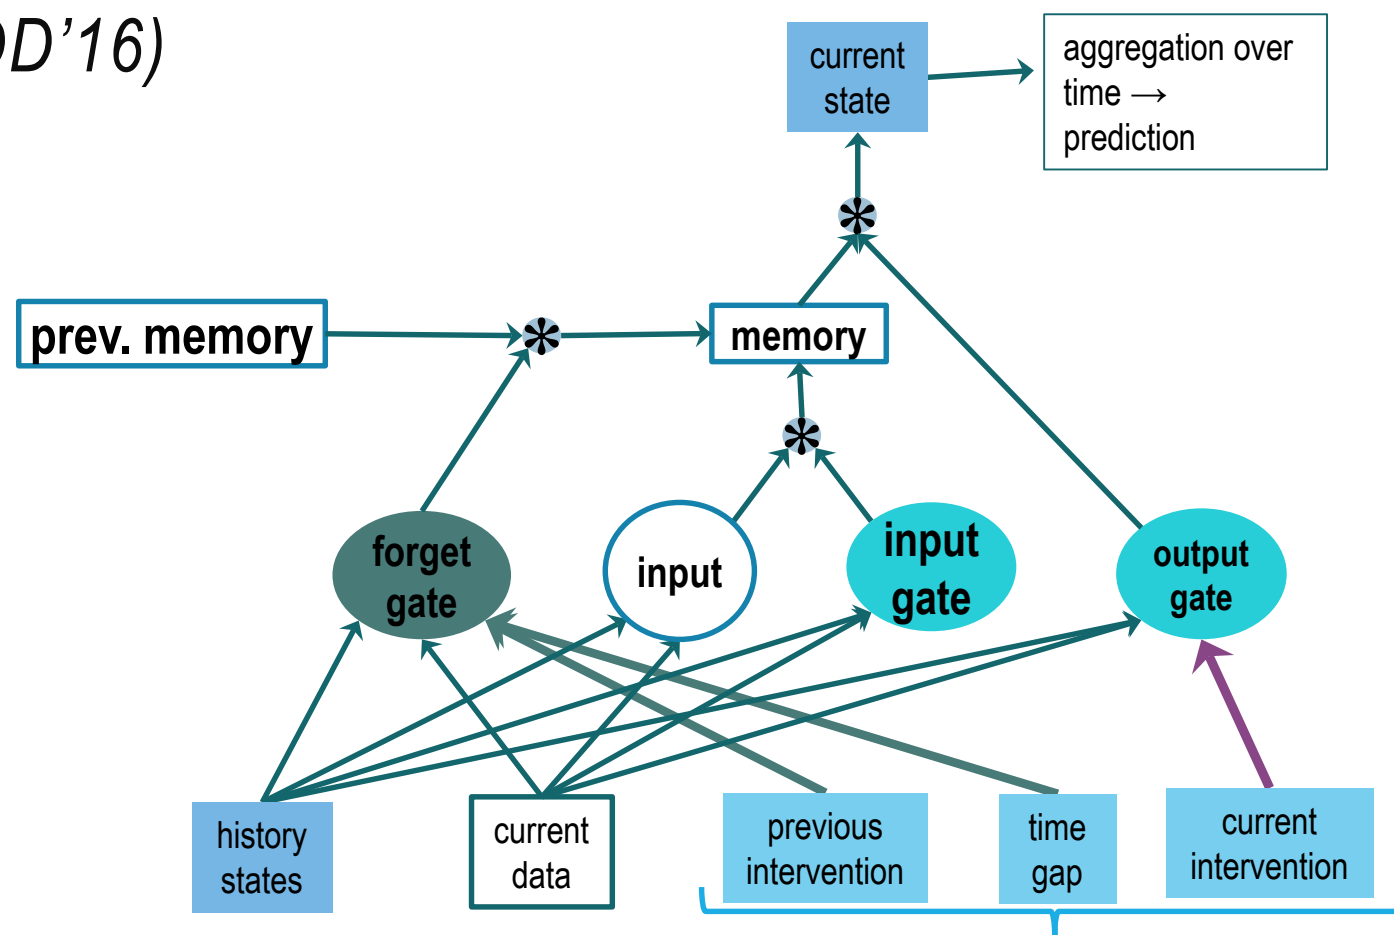 DD’16)
current
state
aggregation over
time →
prediction
*
prev. memory
*
memory
*
forget
gate
input
input
gate
output
gate
history
states
current
data
previous
intervention
time
gap
current
intervention